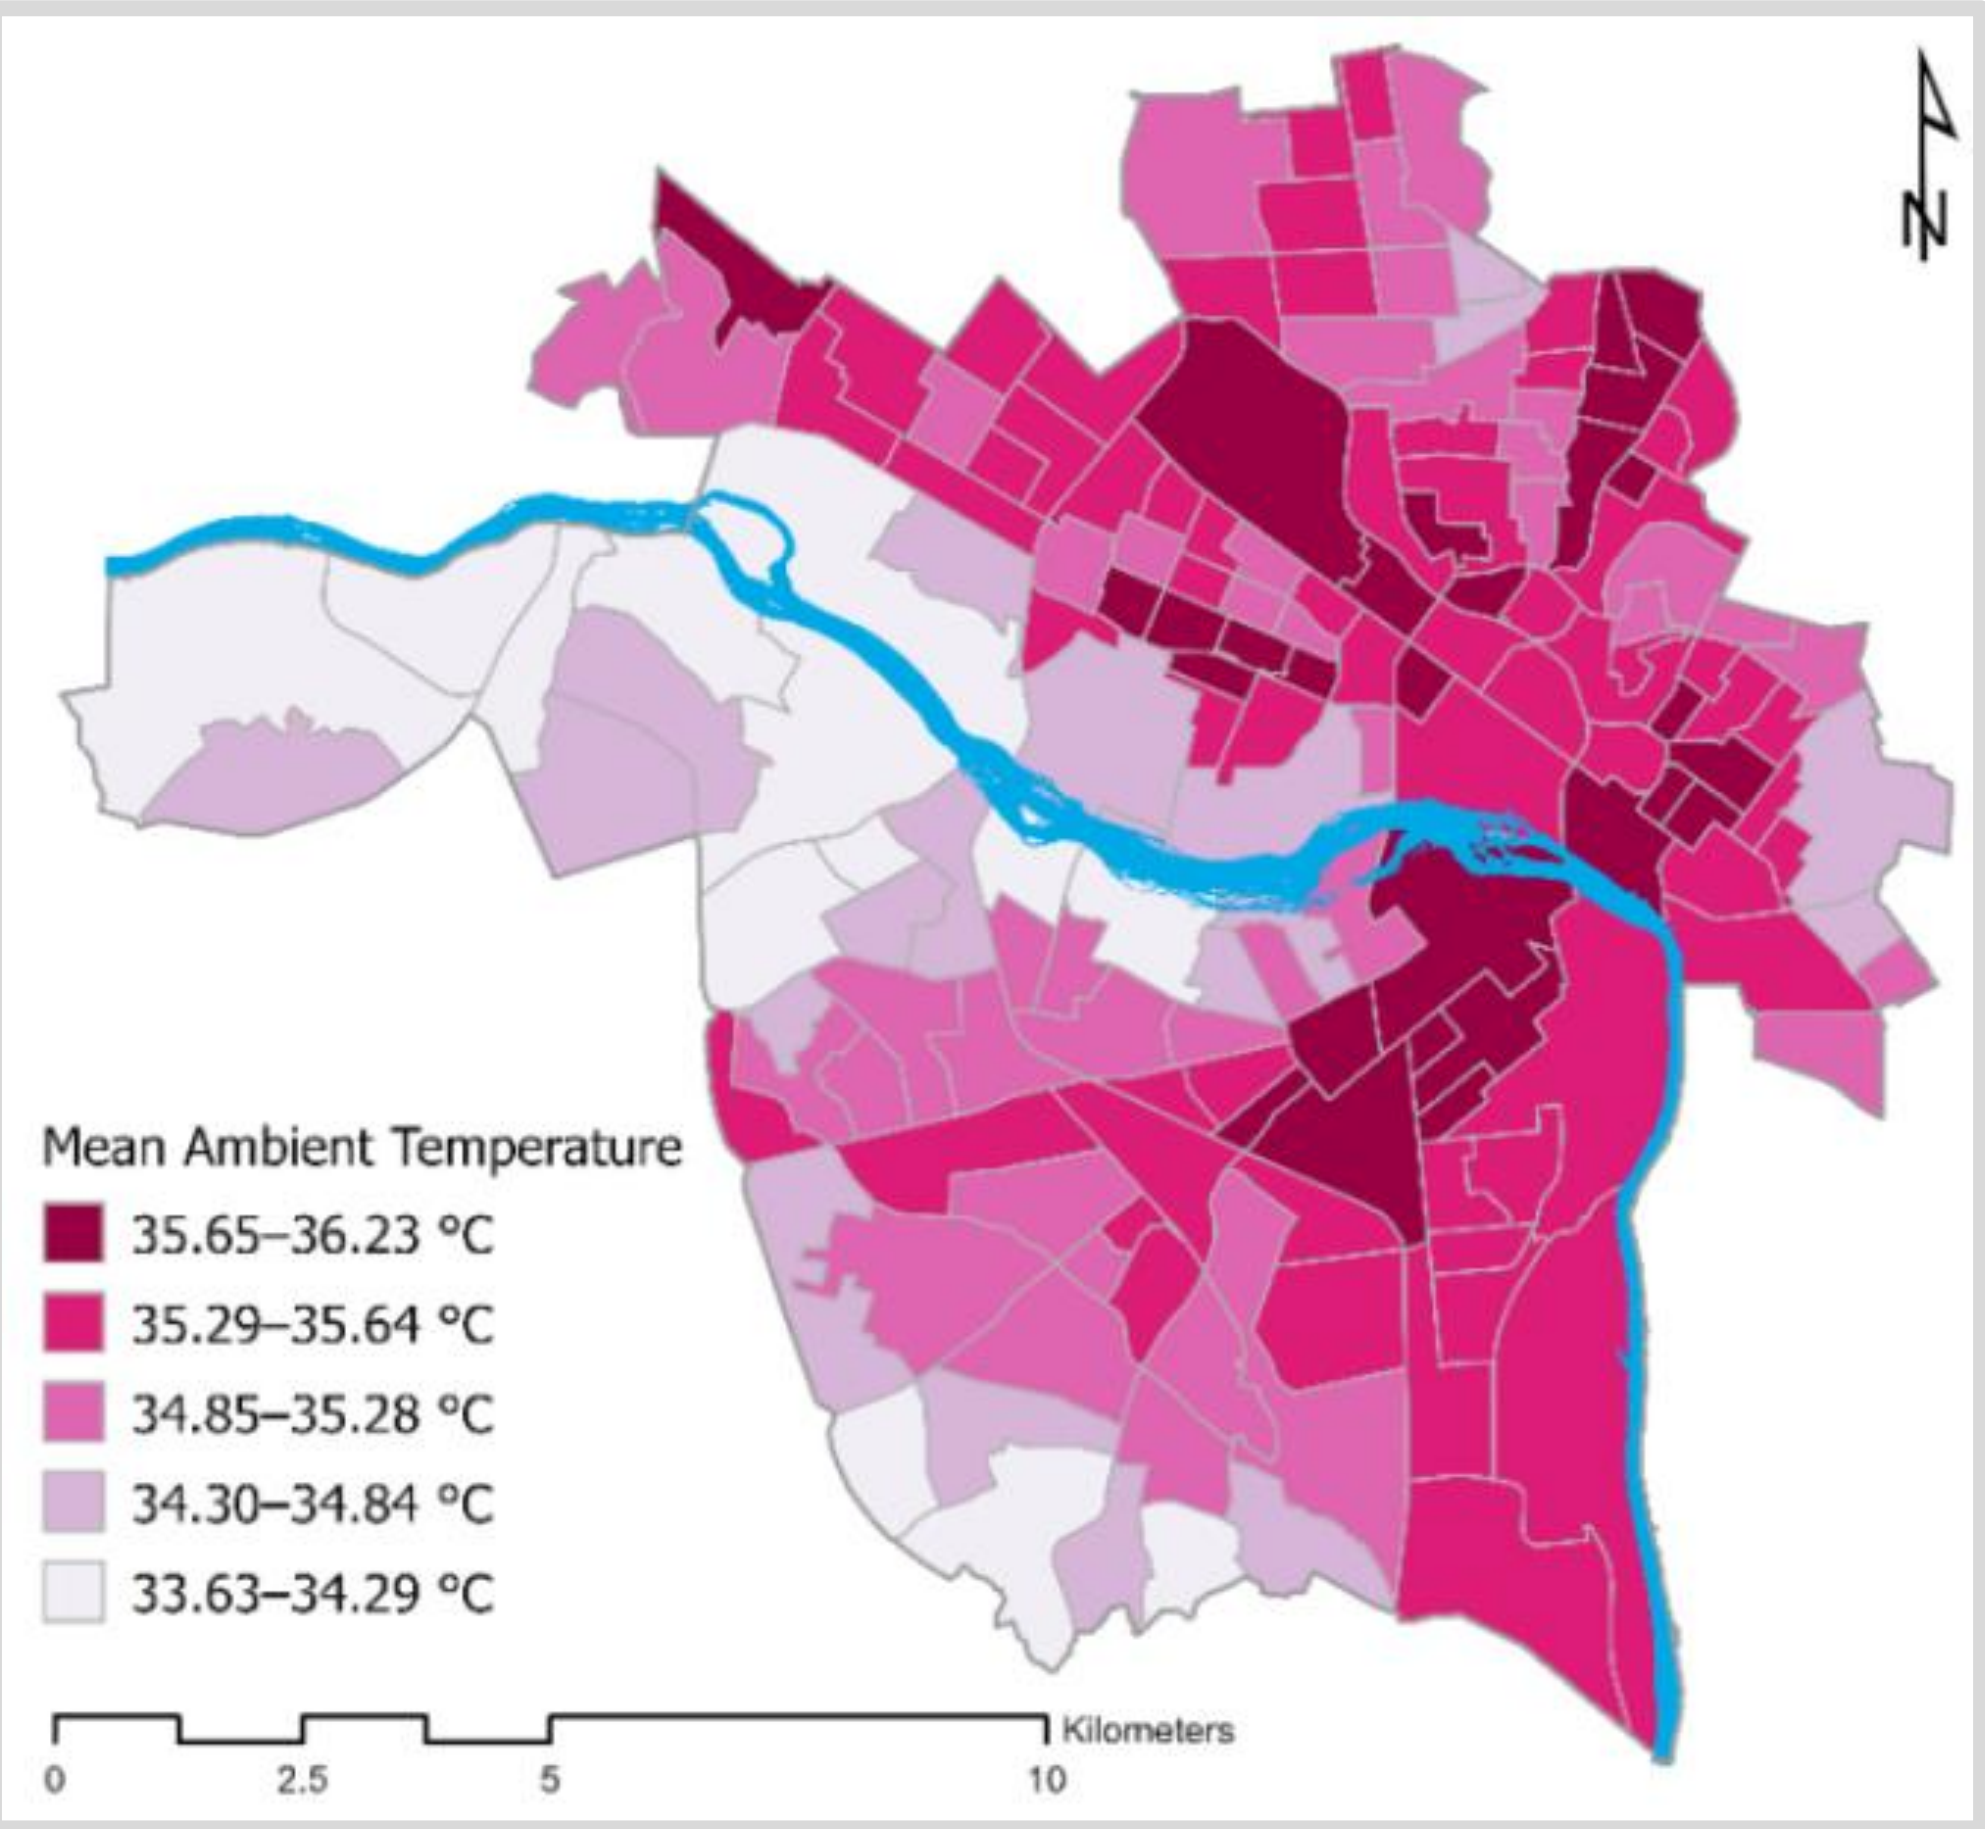 N
Mean Ambient Temperature
35.65–36.23 °C
35.29–35.64 °C
34.85–35.28 °C
34.30–34.84 °C
33.63–34.29 °C
Kilometers
0 2.5 5 10